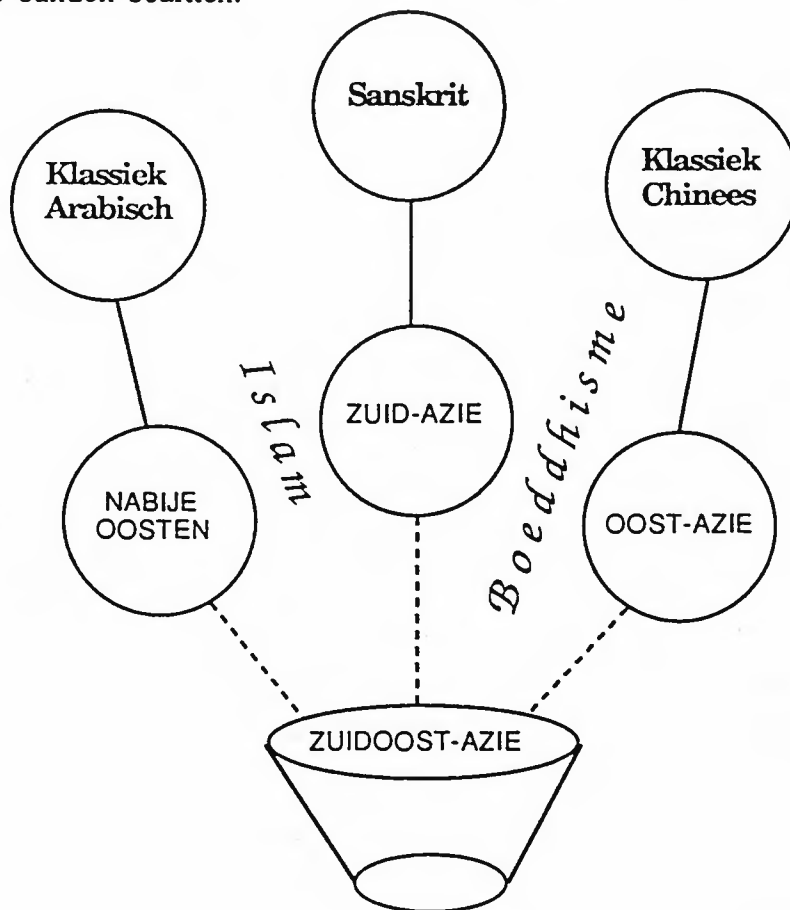 Sanskrit
Klassiek
Arabisch
Klassiek
Chinees
Islam
Boeddhisme
ZUID-AZIE
NABIJE
OOSTEN
OOST-AZIE
ZUIDOOST-AZIE